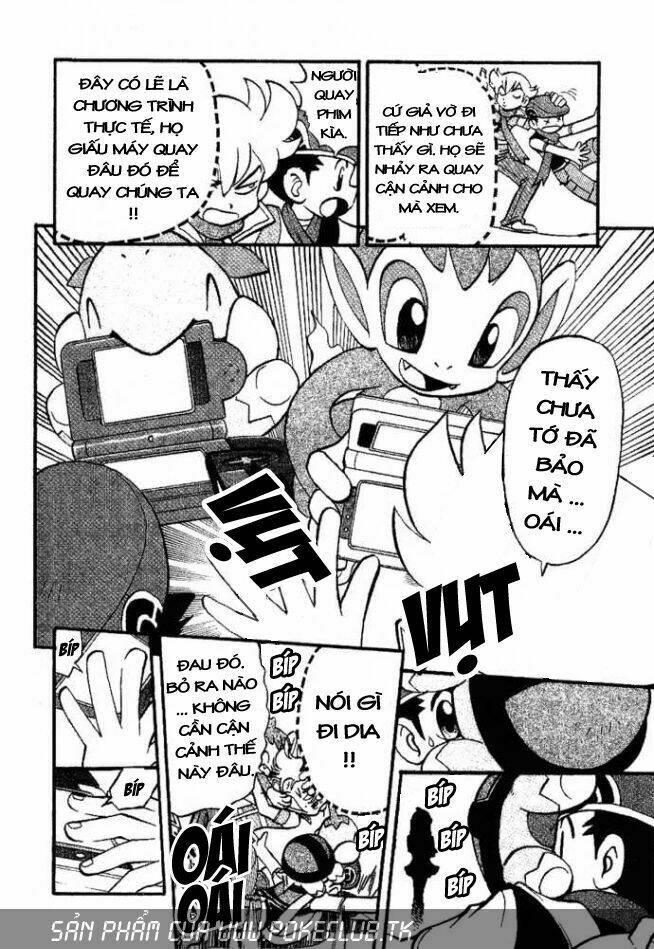 ĐÂY CÓ LẼ LÀ
CHƯƠNG TRÌNH
THỰC TẾ, HỌ
GIẤU MÁY QUAY
ĐÂU ĐÓ ĐỂ
QUAY CHÚNG TA
!!
NGƯỜI
QUAY
PHIM
KÌA.
CỨ GIẢ VỜ ĐI
TIẾP NHƯ CHƯA
THẤY GÌ. HỌ SẼ
NHẢY RA QUAY
CẬN CẢNH CHO
MÀ XEM.
THẤY
CHƯA
TỚ ĐÃ
BẢO
MÀ ...
OÁI
...
VỤT
VỤT
BÍP
BÍP
ĐAU ĐÓ.
BỎ RA NÀO
... KHÔNG
CẦN CẬN
CẢNH THẾ
NÀY ĐÂU.
BÍP
BÍP
NÓI GÌ
ĐI DIA
!!
BÍP
OÁI
OÁI
BÍP
BÍP
BÍP
SẢN PHẨM CỦA WWW.POKECLUB.TK